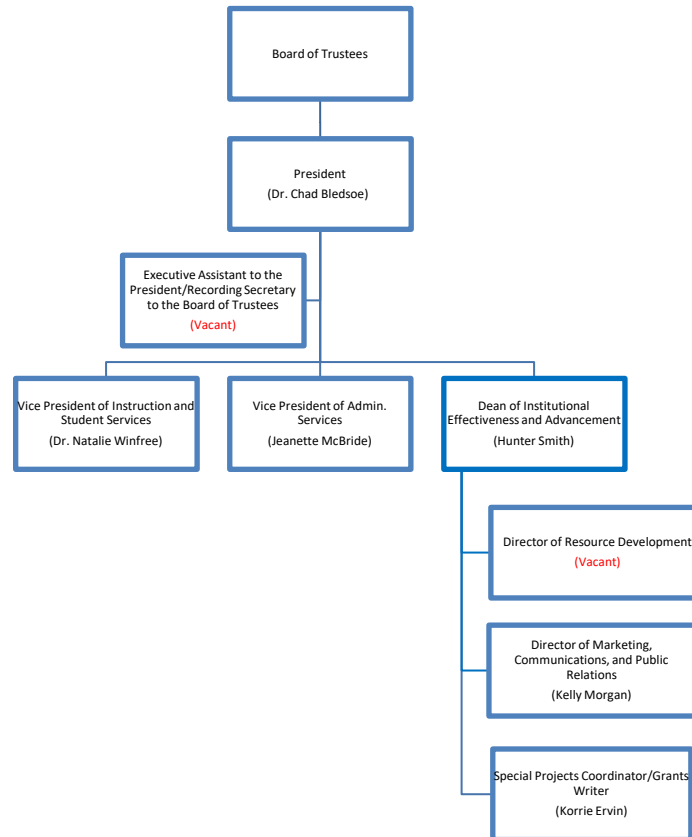 Board of Trustees
President
(Dr. Chad Bledsoe)
Executive Assistant to the
President/Recording Secretary
to the Board of Trustees
(Vacant)
Vice President of Instruction and
Student Services
(Dr. Natalie Winfree)
Vice President of Admin.
Services
(Jeanette McBride)
Dean of Institutional
Effectiveness and Advancement
(Hunter Smith)
Director of Resource Development
(Vacant)
Director of Marketing,
Communications, and Public
Relations
(Kelly Morgan)
Special Projects Coordinator/Grants
Writer
(Korrie Ervin)